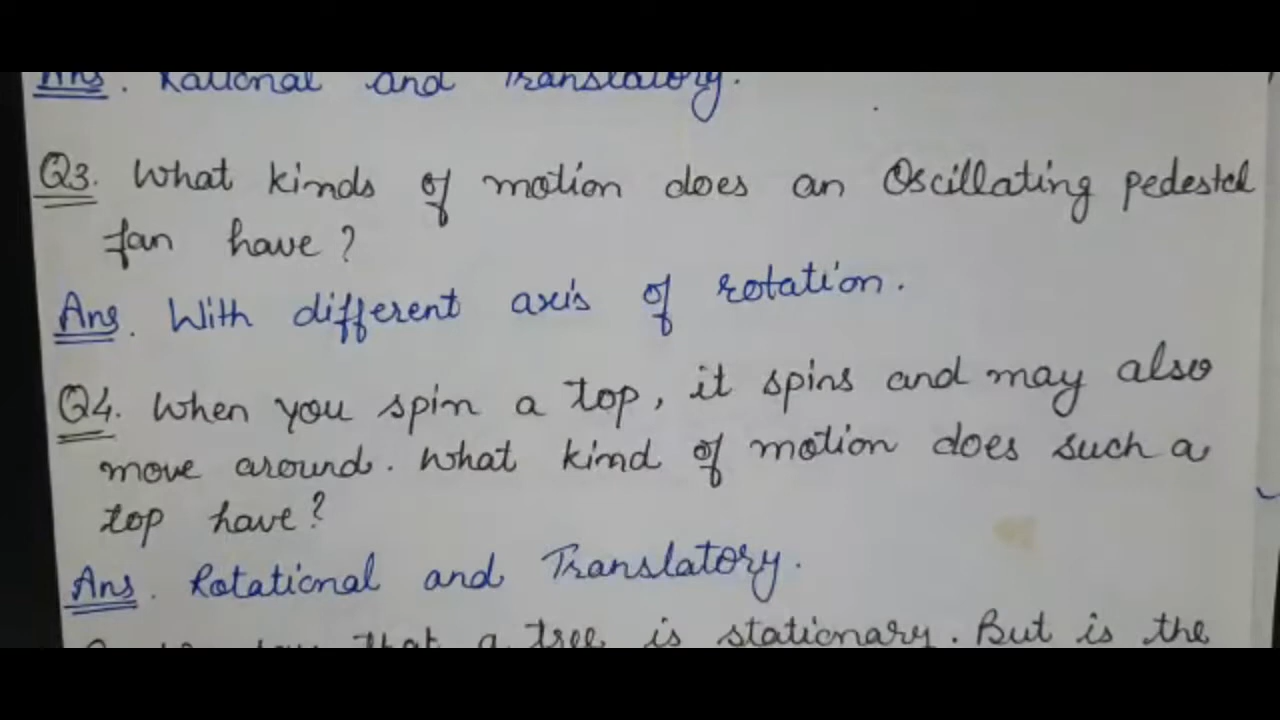 Ans. Rational and Translatory.
Q3. What kinds of motion does an Oscillating pedestal
fan have?
Ans. With different axis of rotation.
Q4. When you spin a top, it spins and may also
move around. What kind of motion does such a
top have?
Ans. Rotational and Translatory.
that a tree is stationary. But is the